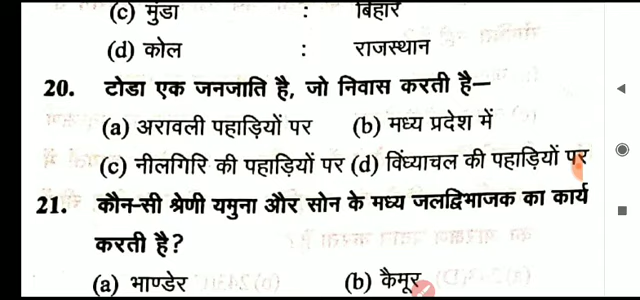 (c) मुंडा : बिहार
(d) कोल : राजस्थान
20. टोडा एक जनजाति है, जो निवास करती है—
(a) अरावली पहाड़ियों पर (b) मध्य प्रदेश में
(c) नीलगिरि की पहाड़ियों पर (d) विंध्याचल की पहाड़ियों पर
21. कौन-सी श्रेणी यमुना और सोन के मध्य जलद्विभाजक का कार्य
करती है?
(a) भाण्डेर (b) कैमूर